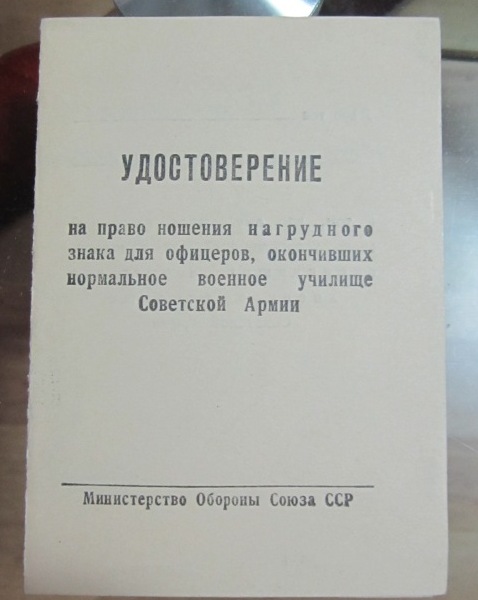 УДОСТОВЕРЕНИЕ
на право ношения нагрудного
знака для офицеров, окончивших
нормальное военное училище
Советской Армии
Министерство Обороны Союза ССР